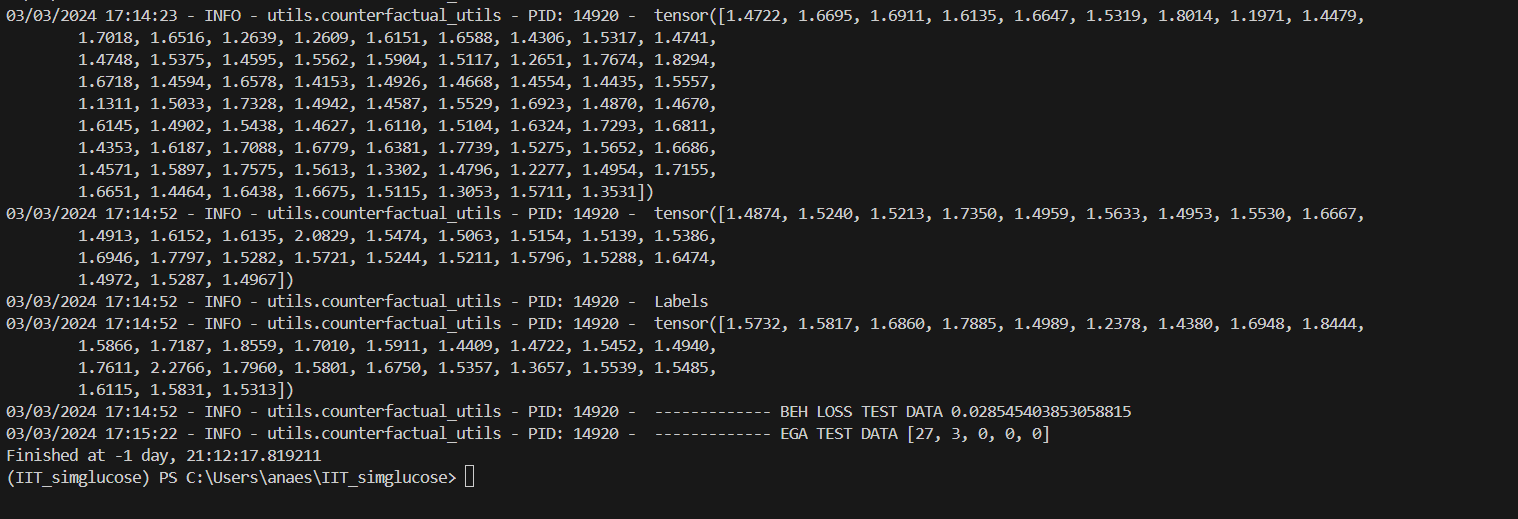 03/03/2024 17:14:23 - INFO - utils.counterfactual_utils - PID: 14920 -  tensor([1.4722, 1.6695, 1.6911, 1.6135, 1.6647, 1.5319, 1.8014, 1.1971, 1.4479,
1.7018, 1.6516, 1.2639, 1.2609, 1.6151, 1.6588, 1.4306, 1.5317, 1.4741,
1.4748, 1.5375, 1.4595, 1.5562, 1.5904, 1.5117, 1.2651, 1.7674, 1.8294,
1.6718, 1.4594, 1.6578, 1.4153, 1.4926, 1.4668, 1.4554, 1.4435, 1.5557,
1.1311, 1.5033, 1.7328, 1.4942, 1.4587, 1.5529, 1.6923, 1.4870, 1.4670,
1.6145, 1.4902, 1.5438, 1.4627, 1.6110, 1.5104, 1.6324, 1.7293, 1.6811,
1.4353, 1.6187, 1.7088, 1.6779, 1.6381, 1.7739, 1.5275, 1.5652, 1.6686,
1.4571, 1.5897, 1.7575, 1.5613, 1.3302, 1.4796, 1.2277, 1.4954, 1.7155,
1.6651, 1.4464, 1.6438, 1.6675, 1.5115, 1.3053, 1.5711, 1.3531])
03/03/2024 17:14:52 - INFO - utils.counterfactual_utils - PID: 14920 -  tensor([1.4874, 1.5240, 1.5213, 1.7350, 1.4959, 1.5633, 1.4953, 1.5530, 1.6667,
1.4913, 1.6152, 1.6135, 2.0829, 1.5474, 1.5063, 1.5154, 1.5139, 1.5386,
1.6946, 1.7797, 1.5282, 1.5721, 1.5244, 1.5211, 1.5796, 1.5288, 1.6474,
1.4972, 1.5287, 1.4967])
03/03/2024 17:14:52 - INFO - utils.counterfactual_utils - PID: 14920 -  Labels
03/03/2024 17:14:52 - INFO - utils.counterfactual_utils - PID: 14920 -  tensor([1.5732, 1.5817, 1.6860, 1.7885, 1.4989, 1.2378, 1.4380, 1.6948, 1.8444,
1.5866, 1.7187, 1.8559, 1.7010, 1.5911, 1.4409, 1.4722, 1.5452, 1.4940,
1.7611, 2.2766, 1.7960, 1.5801, 1.6750, 1.5357, 1.3657, 1.5539, 1.5485,
1.6115, 1.5831, 1.5313])
03/03/2024 17:14:52 - INFO - utils.counterfactual_utils - PID: 14920 -  ------------- BEH LOSS TEST DATA 0.028545403853058815
03/03/2024 17:15:22 - INFO - utils.counterfactual_utils - PID: 14920 -  ------------- EGA TEST DATA [27, 3, 0, 0, 0]
Finished at -1 day, 21:12:17.819211
(IIT_simglucose) PS C:\Users\anaes\IIT_simglucose>